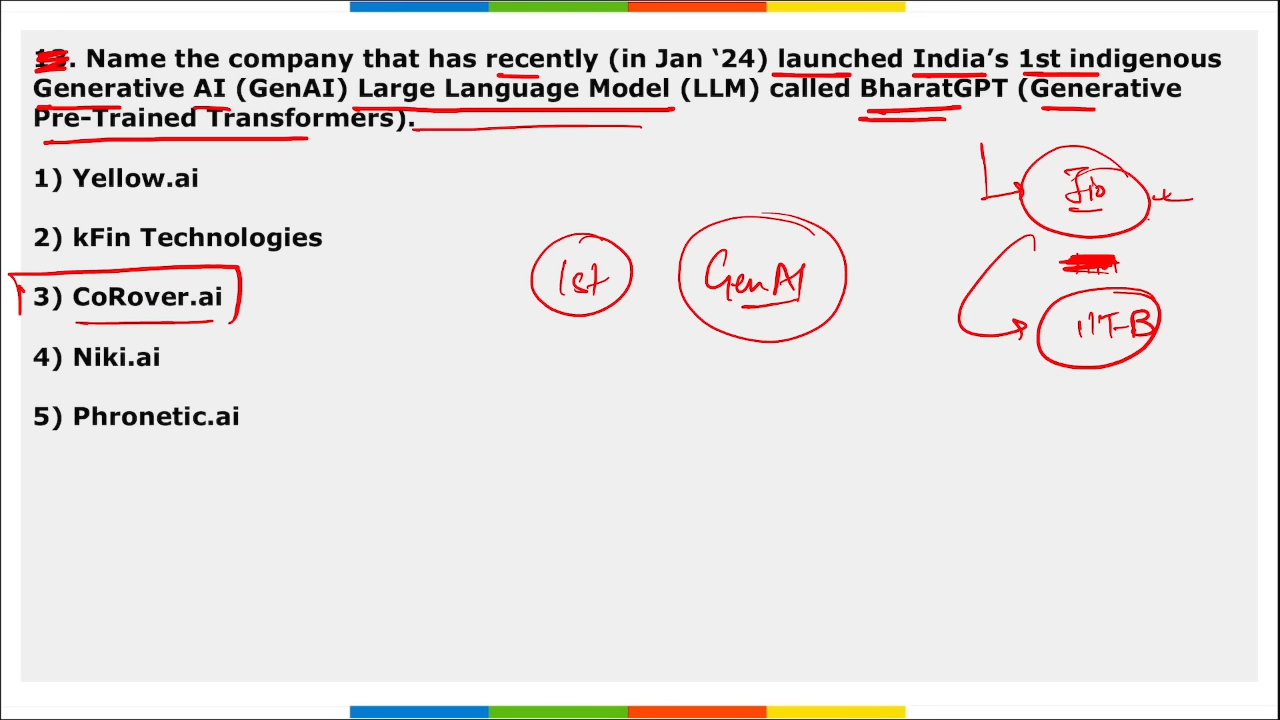 . Name the company that has recently (in Jan ‘24) launched India’s 1st indigenous
Generative AI (GenAI) Large Language Model (LLM) called BharatGPT (Generative
Pre-Trained Transformers).
1) Yellow.ai
2) kFin Technologies
3) CoRover.ai
4) Niki.ai
5) Phronetic.ai
1st
GenAI
Jio
IIT-B